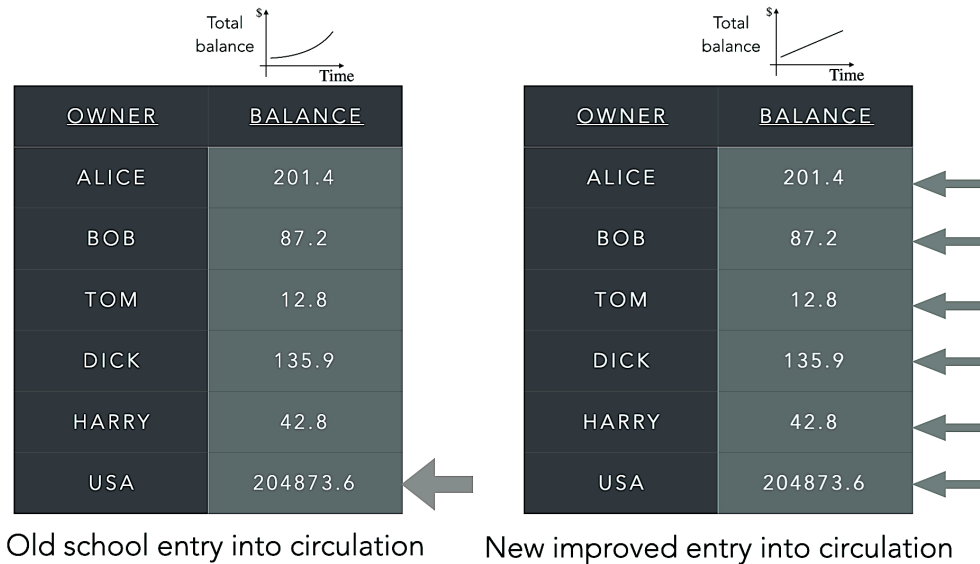 $
Total
balance
Time
OWNER BALANCE
ALICE 201.4
BOB 87.2
TOM 12.8
DICK 135.9
HARRY 42.8
USA 204873.6
Old school entry into circulation
$
Total
balance
Time
OWNER BALANCE
ALICE 201.4
BOB 87.2
TOM 12.8
DICK 135.9
HARRY 42.8
USA 204873.6
New improved entry into circulation